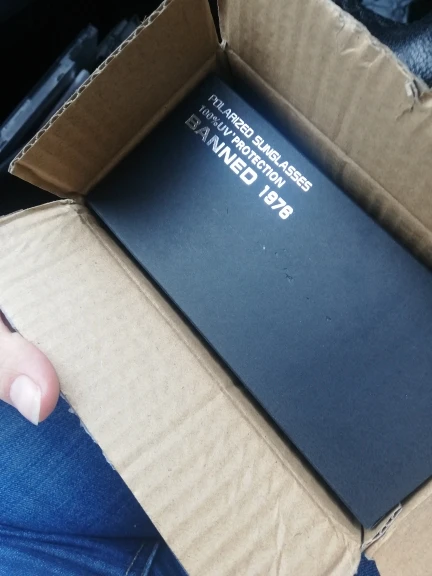 POLARIZED SUNGLASSES
100%UV PROTECTION
BANNED 1978